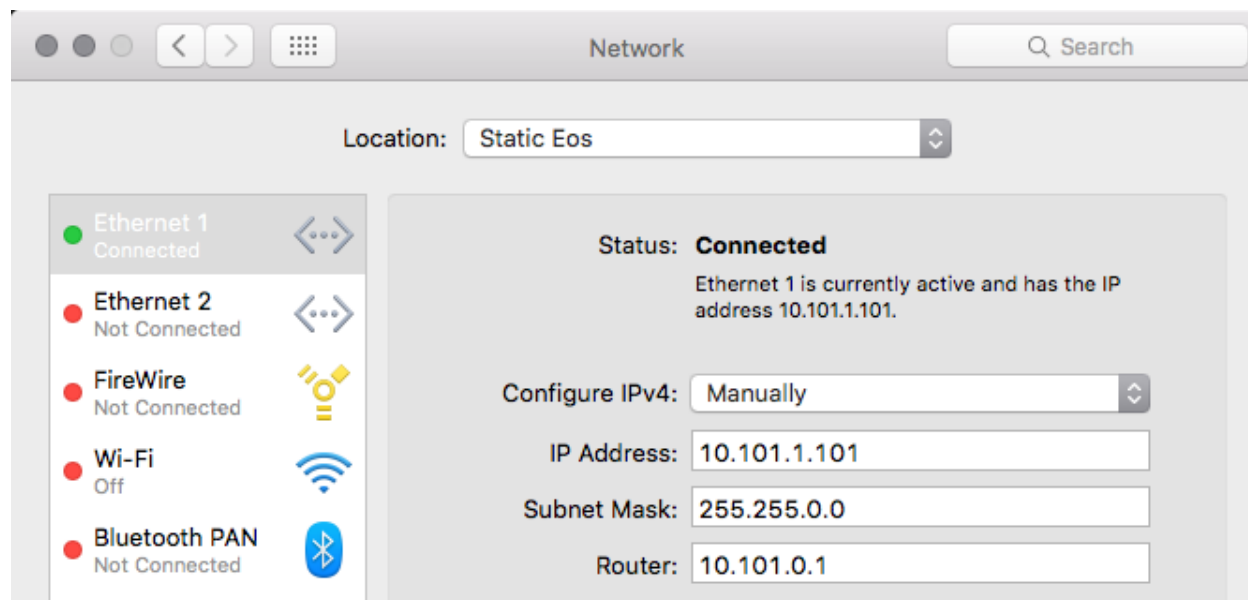 Network
Search
Location: Static Eos
Ethernet 1
Connected
Ethernet 2
Not Connected
FireWire
Not Connected
Wi-Fi
Off
Bluetooth PAN
Not Connected
Status: Connected
Ethernet 1 is currently active and has the IP
address 10.101.1.101.
Configure IPv4: Manually
IP Address: 10.101.1.101
Subnet Mask: 255.255.0.0
Router: 10.101.0.1